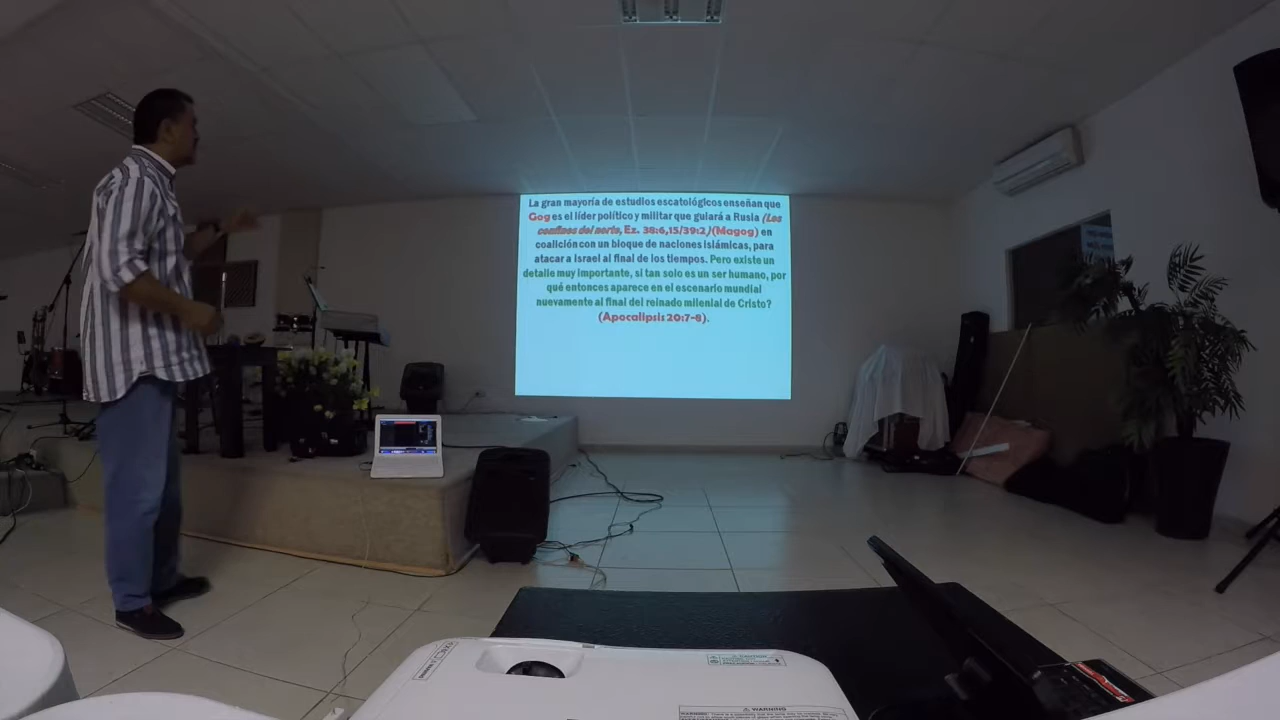 La gran mayoría de estudios escatológicos enseñan que
Gog es el líder político y militar que guiará a Rusia (Los
confines del norte, Ez. 38:6,15/39:2/(Magog) en
coalición con un bloque de naciones islámicas, para
atacar a Israel al final de los tiempos. Pero existe un
detalle muy importante, si tan solo es un ser humano, por
qué entonces aparece en el escenario mundial
nuevamente al final del reinado milenial de Cristo?
(Apocalipsis 20:7-8).
CAUTION
WARNING